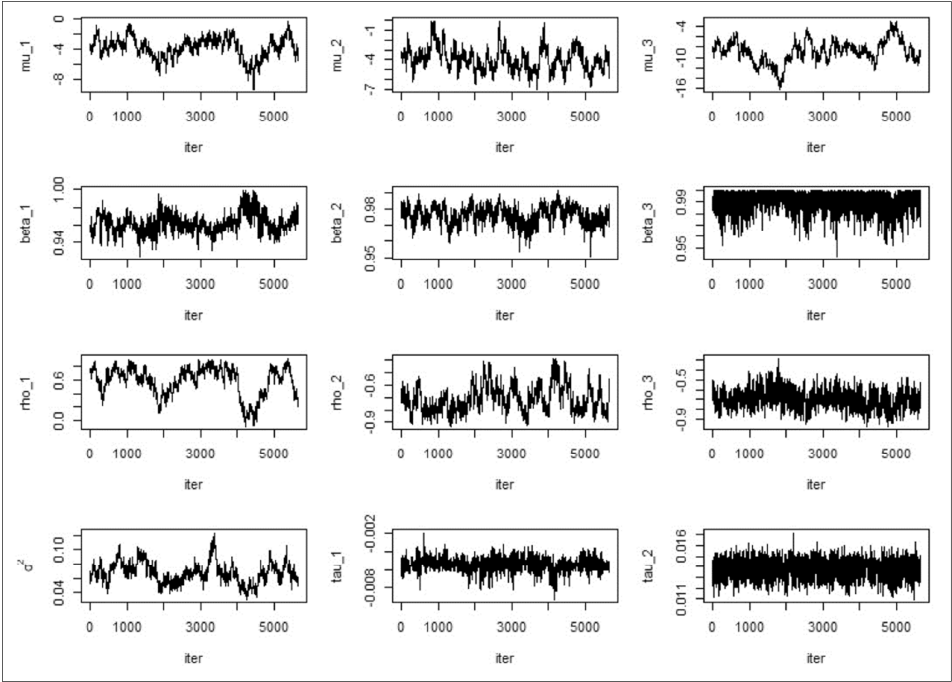 mu_1
0
-4
-8
0 1000 3000 5000
iter
mu_2
-1
-4
-7
0 1000 3000 5000
iter
mu_3
-4
-10
-16
0 1000 3000 5000
iter
beta_1
1.00
0.94
0 1000 3000 5000
iter
beta_2
0.98
0.95
0 1000 3000 5000
iter
beta_3
0.99
0.95
0 1000 3000 5000
iter
rho_1
0.6
0.0
0 1000 3000 5000
iter
rho_2
-0.6
-0.9
0 1000 3000 5000
iter
rho_3
-0.5
-0.9
0 1000 3000 5000
iter
σ²
0.10
0.04
0 1000 3000 5000
iter
tau_1
-0.002
-0.008
0 1000 3000 5000
iter
tau_2
0.016
0.011
0 1000 3000 5000
iter